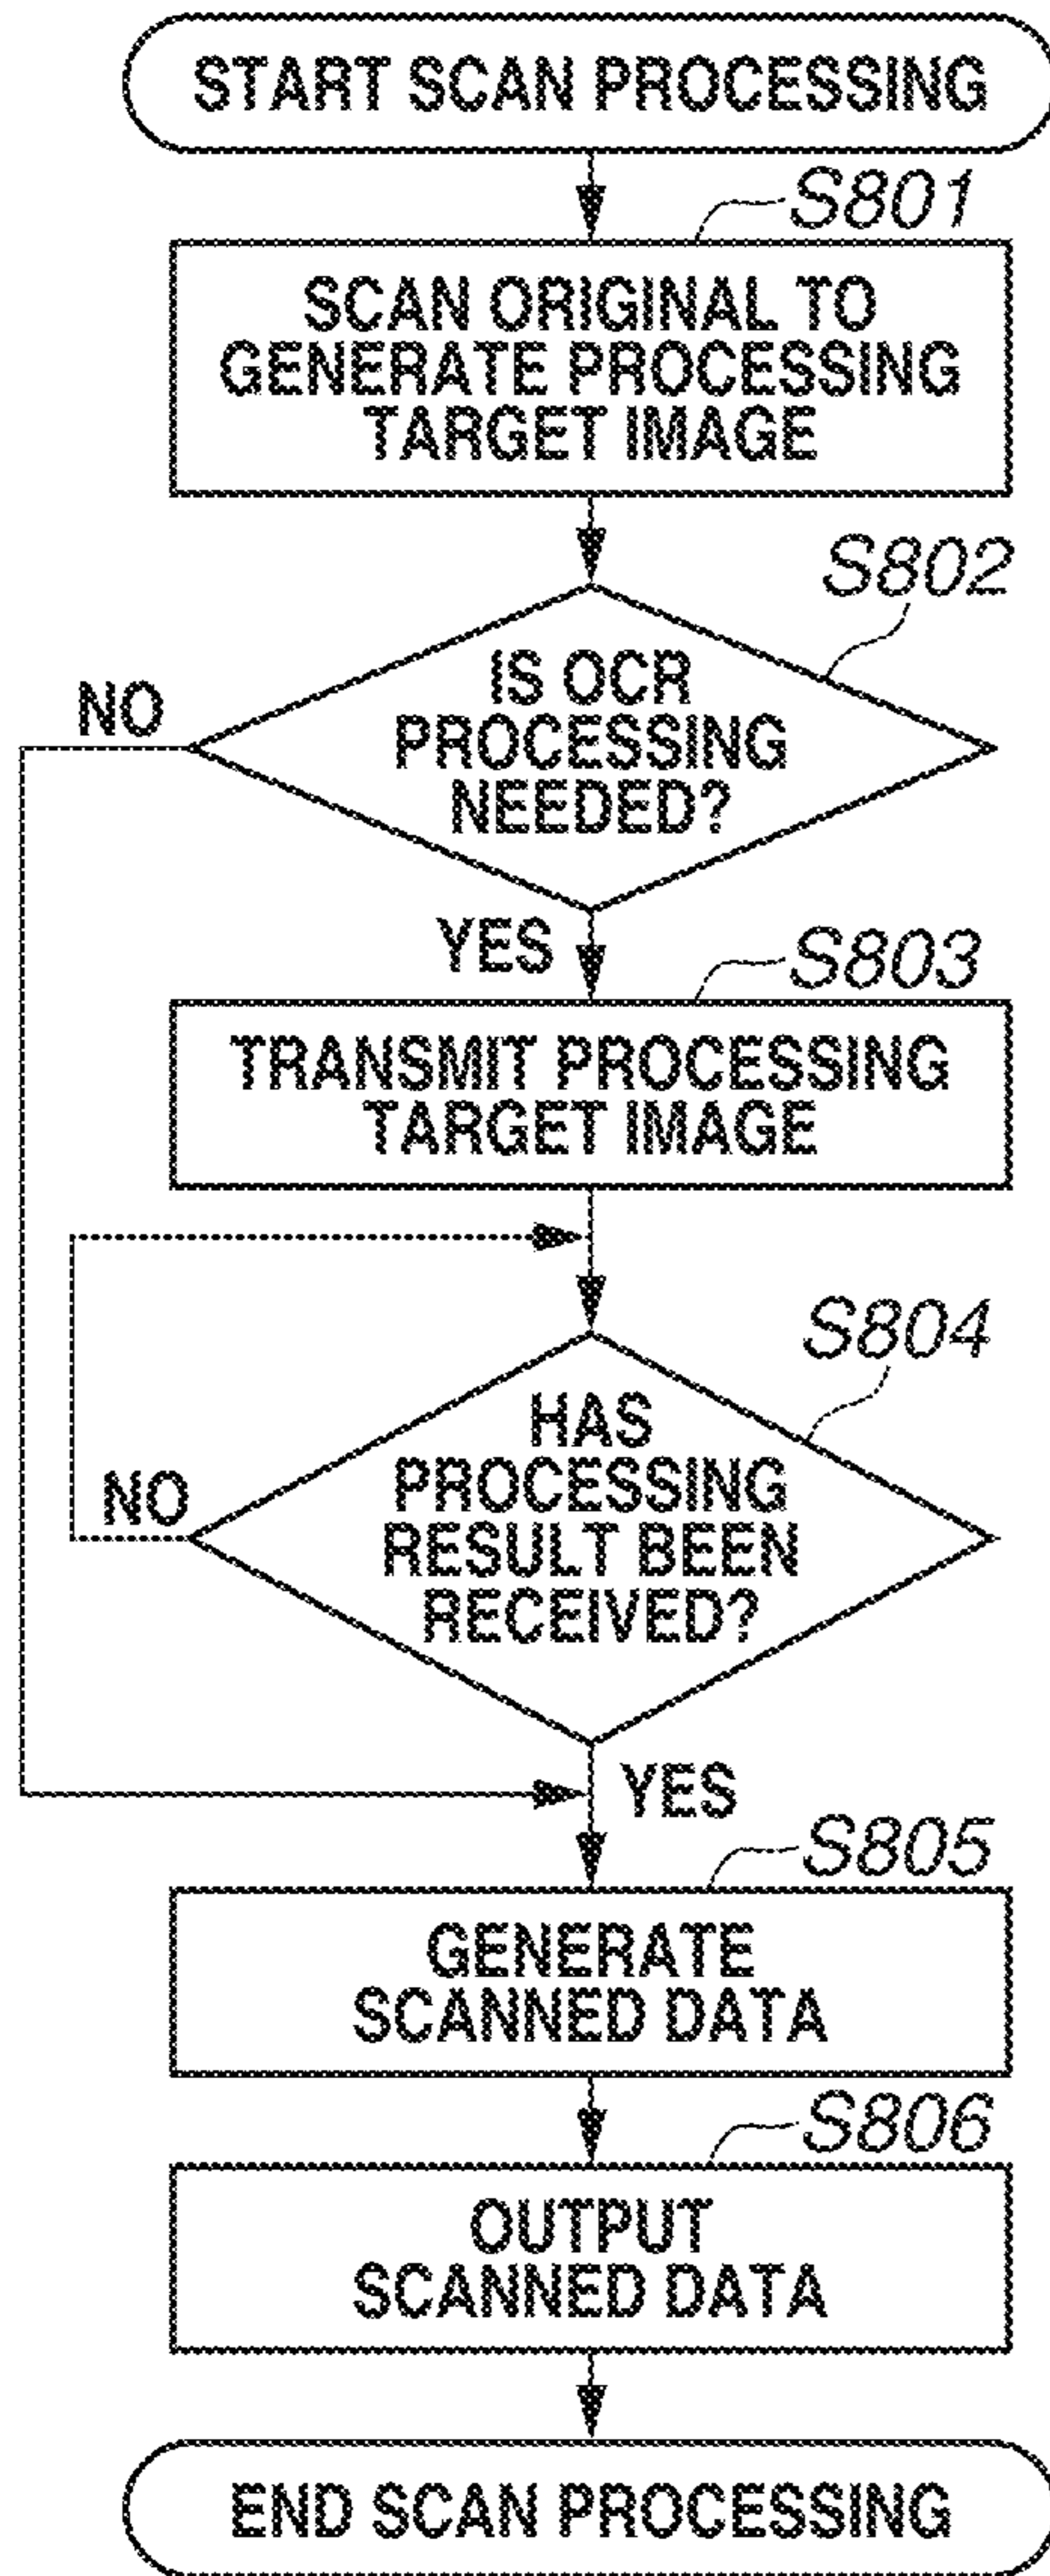 START SCAN PROCESSING
S801
SCAN ORIGINAL TO
GENERATE PROCESSING
TARGET IMAGE
S802
IS OCR
PROCESSING
NEEDED?
NO
YES
S803
TRANSMIT PROCESSING
TARGET IMAGE
S804
HAS
PROCESSING
RESULT BEEN
RECEIVED?
NO
YES
S805
GENERATE
SCANNED DATA
S806
OUTPUT
SCANNED DATA
END SCAN PROCESSING